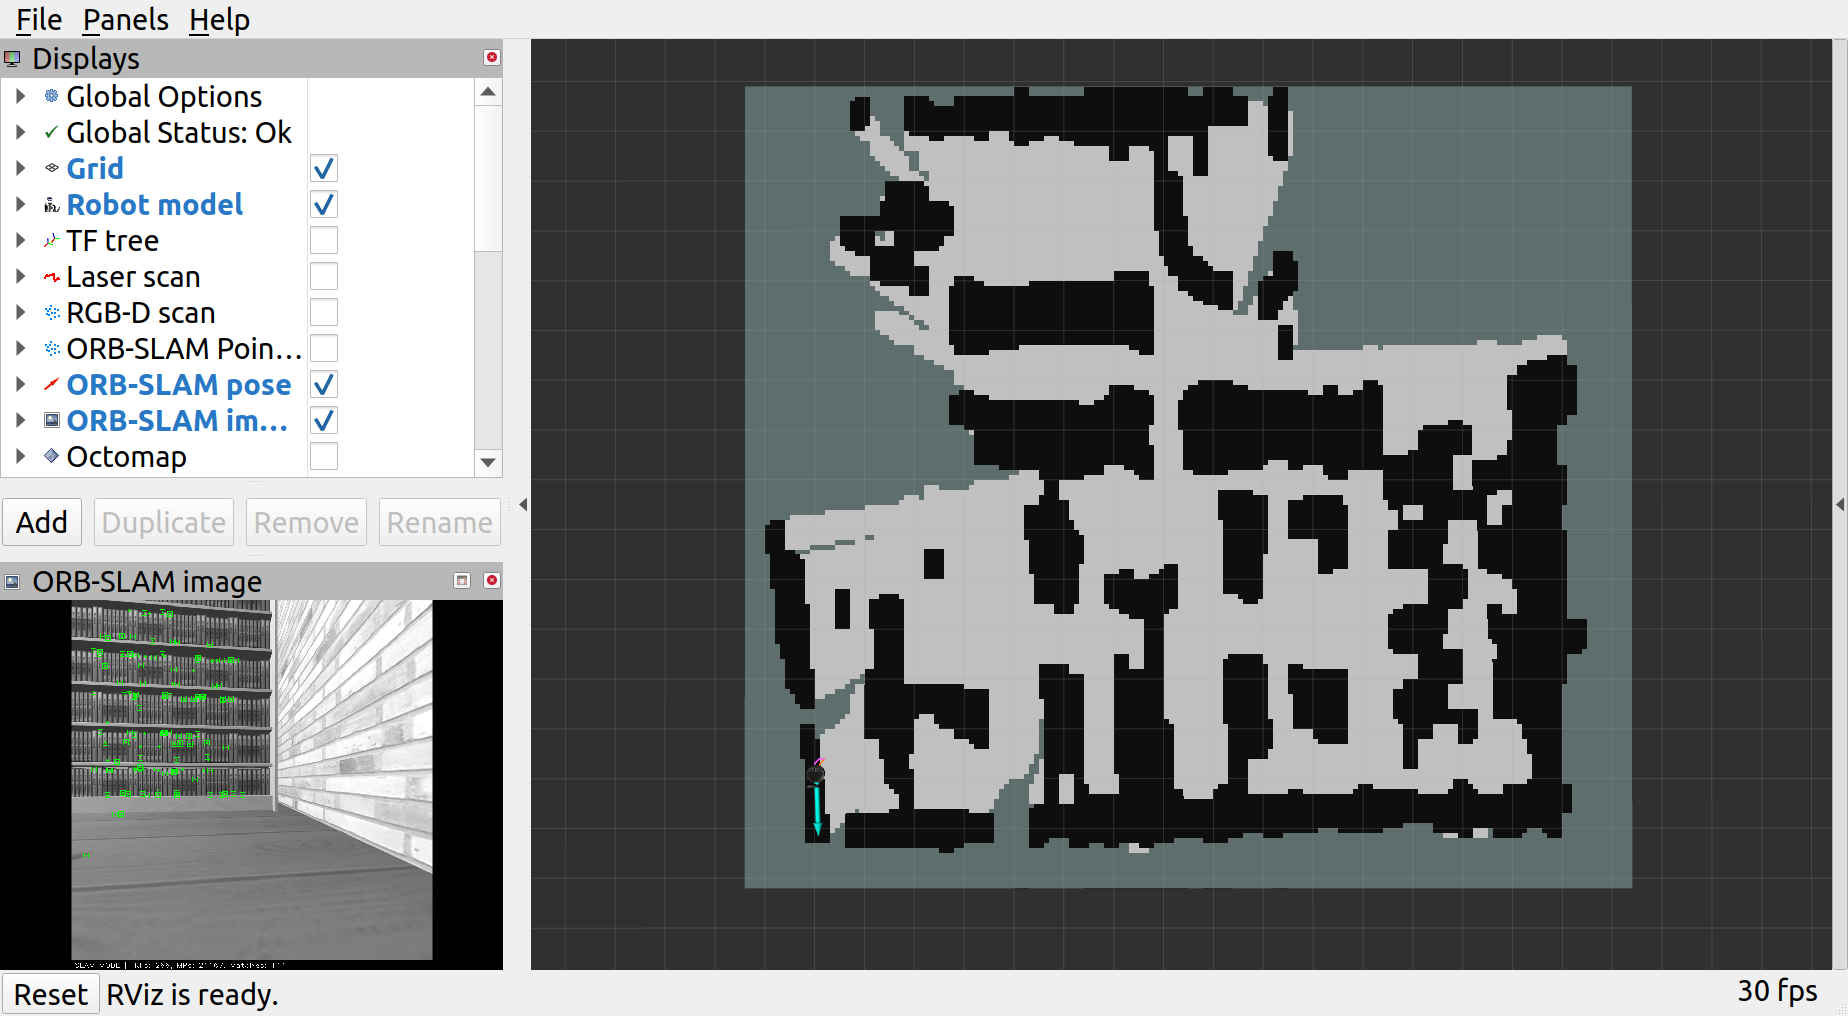 File Panels Help
Displays
Global Options
Global Status: Ok
Grid
Robot model
TF tree
Laser scan
RGB-D scan
ORB-SLAM Poin...
ORB-SLAM pose
ORB-SLAM im...
Octomap
Add Duplicate Remove Rename
ORB-SLAM image
SLAM MODE |
Reset RViz is ready.
30 fps